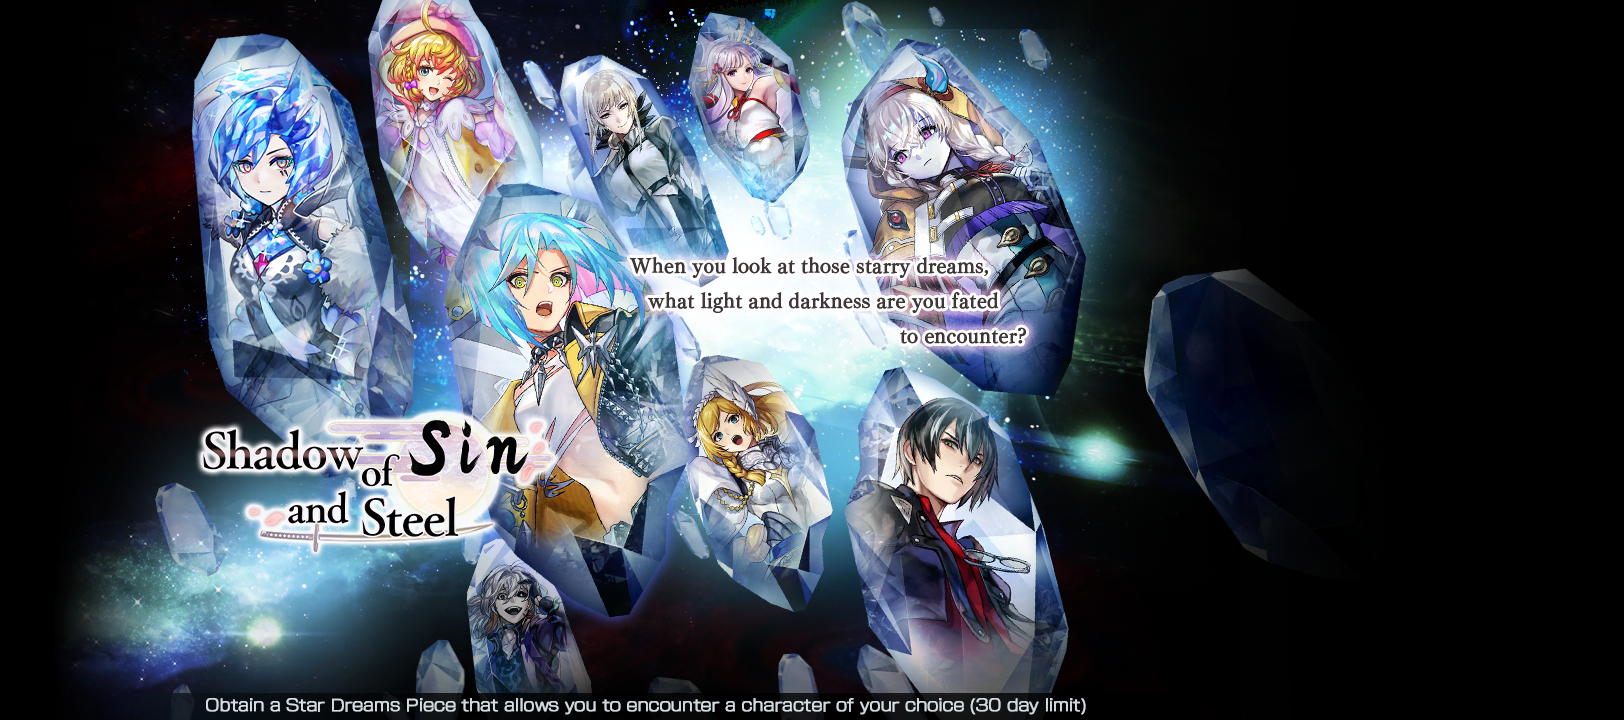 When you look at those starry dreams,
what light and darkness are you fated
to encounter?
Shadow of Sin
and Steel
Obtain a Star Dreams Piece that allows you to encounter a character of your choice (30 day limit)